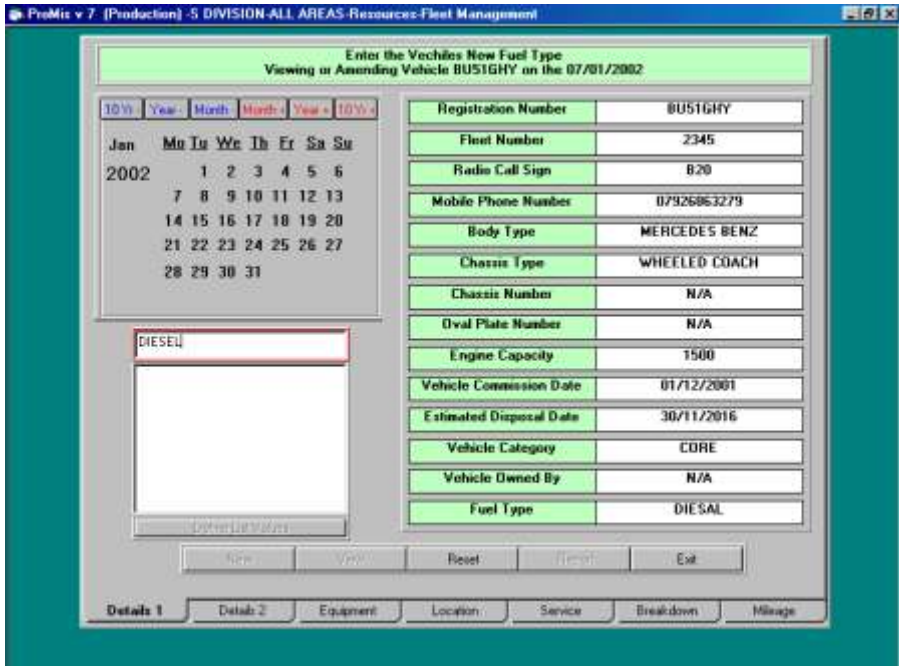 ProMis v 7 (Production) -S DIVISION-ALL AREAS-Resources-Fleet Management
Enter the Vechiles New Fuel Type
Viewing or Amending Vehicle BU51GHY on the 07/01/2002
10 Yr - Year - Month - Month + Year + 10 Yr +
Jan Mo Tu We Th Fr Sa Su
2002 1 2 3 4 5 6
7 8 9 10 11 12 13
14 15 16 17 18 19 20
21 22 23 24 25 26 27
28 29 30 31
DIESEL
Define List Values
Registration Number BU51GHY
Fleet Number 2345
Radio Call Sign B20
Mobile Phone Number 07926863279
Body Type MERCEDES BENZ
Chassis Type WHEELED COACH
Chassis Number N/A
Oval Plate Number N/A
Engine Capacity 1500
Vehicle Commission Date 01/12/2001
Estimated Disposal Date 30/11/2016
Vehicle Category CORE
Vehicle Owned By N/A
Fuel Type DIESAL
New View Reset Exit
Details 1 Details 2 Equipment Location Service Breakdown Mileage